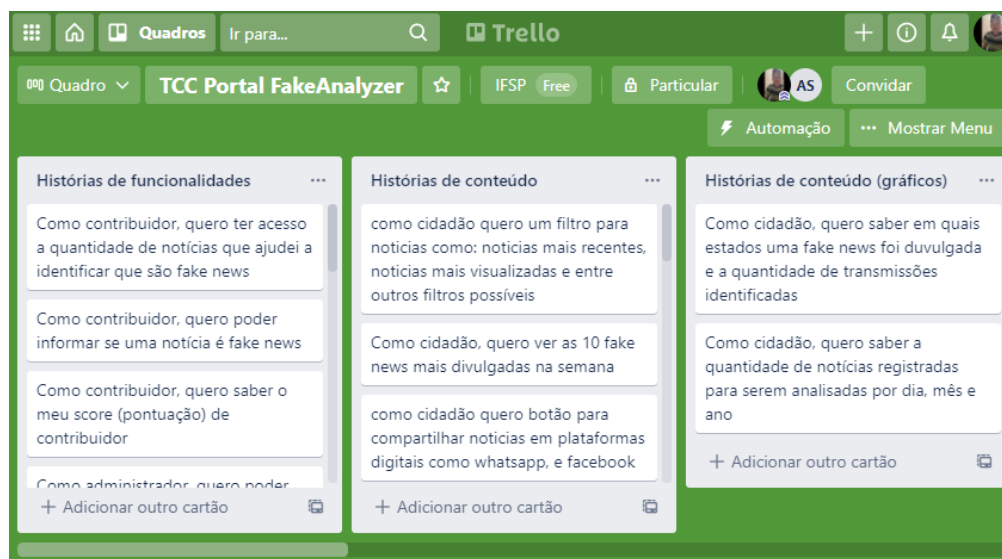 Quadros
Ir para...
Trello
Quadro
TCC Portal FakeAnalyzer
IFSP Free
Particular
AS
Convidar
Automação
Mostrar Menu
Histórias de funcionalidades
Como contribuidor, quero ter acesso
a quantidade de notícias que ajudei a
identificar que são fake news
Como contribuidor, quero poder
informar se uma notícia é fake news
Como contribuidor, quero saber o
meu score (pontuação) de
contribuidor
Como administrador, quero poder
Adicionar outro cartão
Histórias de conteúdo
como cidadão quero um filtro para
noticias como: noticias mais recentes,
noticias mais visualizadas e entre
outros filtros possíveis
Como cidadão, quero ver as 10 fake
news mais divulgadas na semana
como cidadão quero botão para
compartilhar noticias em plataformas
digitais como whatsapp, e facebook
Adicionar outro cartão
Histórias de conteúdo (gráficos)
Como cidadão, quero saber em quais
estados uma fake news foi duvulgada
e a quantidade de transmissões
identificadas
Como cidadão, quero saber a
quantidade de notícias registradas
para serem analisadas por dia, mês e
ano
Adicionar outro cartão